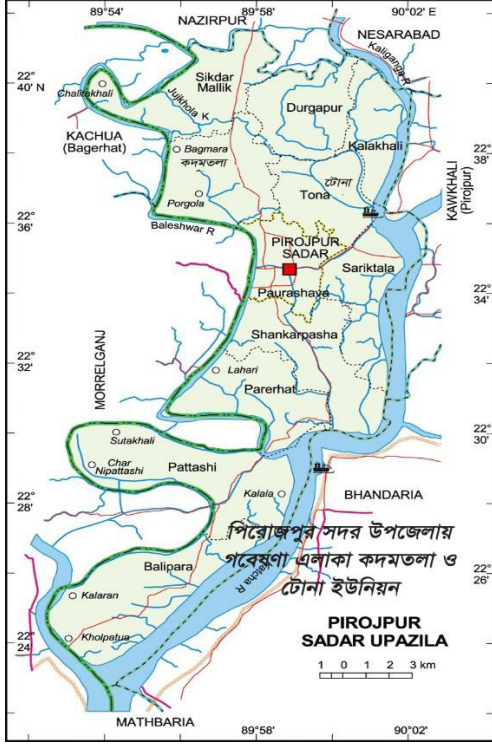 89°54'
89°58'
90°02' E
NAZIRPUR
NESARABAD
Kaliganga R
22°
40' N
Sikdar
Mallik
Chalitakhali
Julkhola K
Durgapur
KACHUA
(Bagerhat)
Kalakhali
22°
38'
Bagmara
কদমতলা
টোনা
Porgola
Tona
KAWKHALI
(Pirojpur)
22°
36'
Baleshwar R
PIROJPUR
SADAR
Sariktala
22°
34'
Paurashava
Shankarpasha
22°
32'
MORRELGANJ
Lahari
Parerhat
Sutakhali
22°
30'
Char
Nipattashi
Pattashi
22°
28'
Kalaia
BHANDARIA
পিরোজপুর সদর উপজেলায়
গবেষণা এলাকা কদমতলা ও
টোনা ইউনিয়ন
Balipara
22°
26'
Katcha R
Kalaran
PIROJPUR
SADAR UPAZILA
22°
24'
Kholpatua
1 0 1 2 3 km
MATHBARIA
89°58'
90°02'